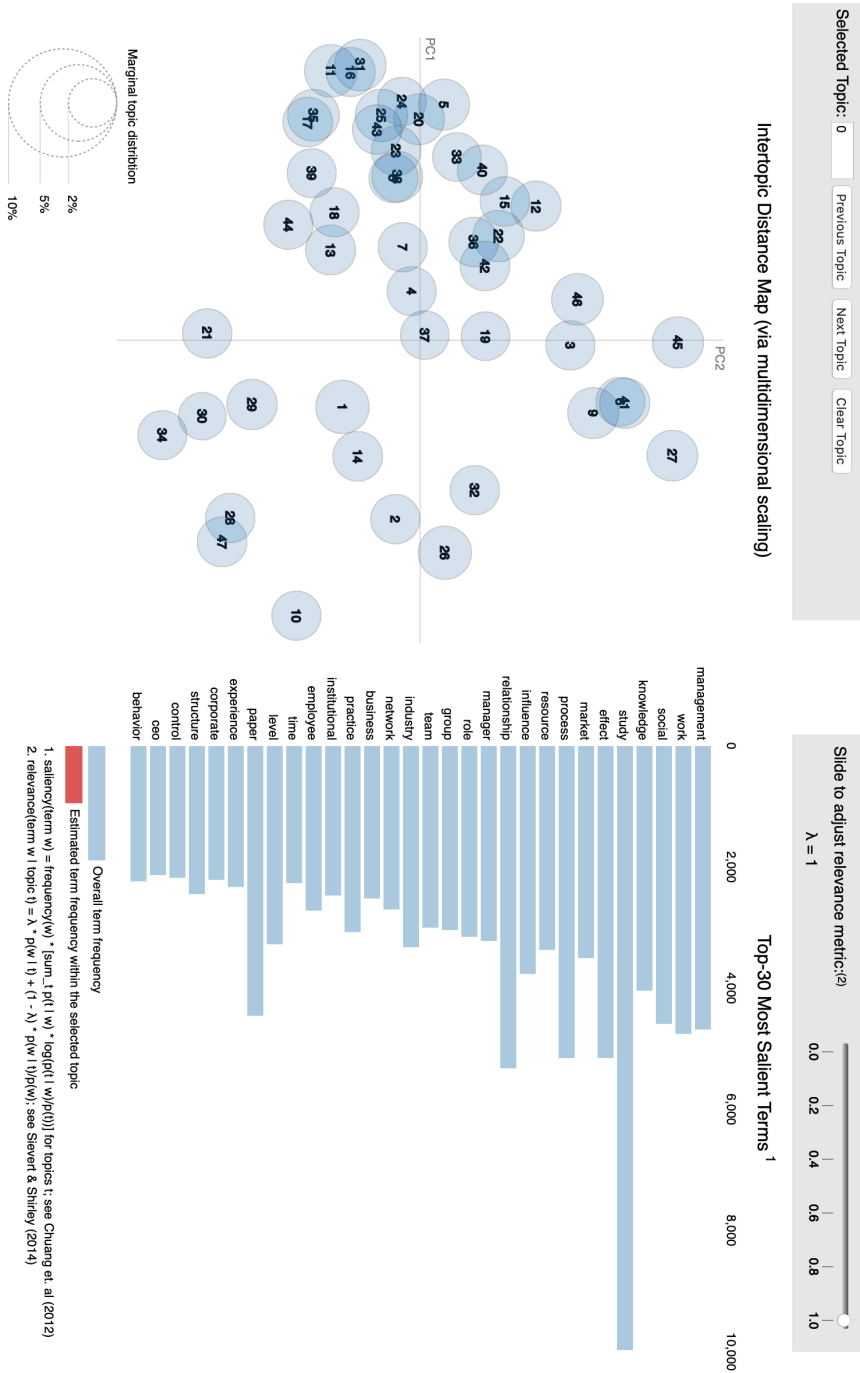 Selected Topic: 0 Previous Topic Next Topic Clear Topic
Slide to adjust relevance metric:(2)
λ = 1
0.0 0.2 0.4 0.6 0.8 1.0
Intertopic Distance Map (via multidimensional scaling)
PC2
PC1
45
27
41
9
46
3
12
15
40
22
42
19
33
36
32
5
26
20
37
24
7
4
23
2
25
43
31
16
14
1
11
18
13
35
17
39
10
44
29
28
47
21
30
34
Marginal topic distribtion
2%
5%
10%
Top-30 Most Salient Terms 1
0 2,000 4,000 6,000 8,000 10,000
management
work
social
knowledge
study
effect
market
process
resource
influence
relationship
manager
role
group
team
industry
network
business
practice
institutional
employee
time
level
paper
experience
corporate
structure
control
ceo
behavior
Overall term frequency
Estimated term frequency within the selected topic
1. saliency(term w) = frequency(w) * [sum_t p(t | w) * log(p(t | w)/p(t))] for topics t; see Chuang et. al (2012)
2. relevance(term w | topic t) = λ * p(w | t) + (1 - λ) * p(w | t)/p(w); see Sievert & Shirley (2014)